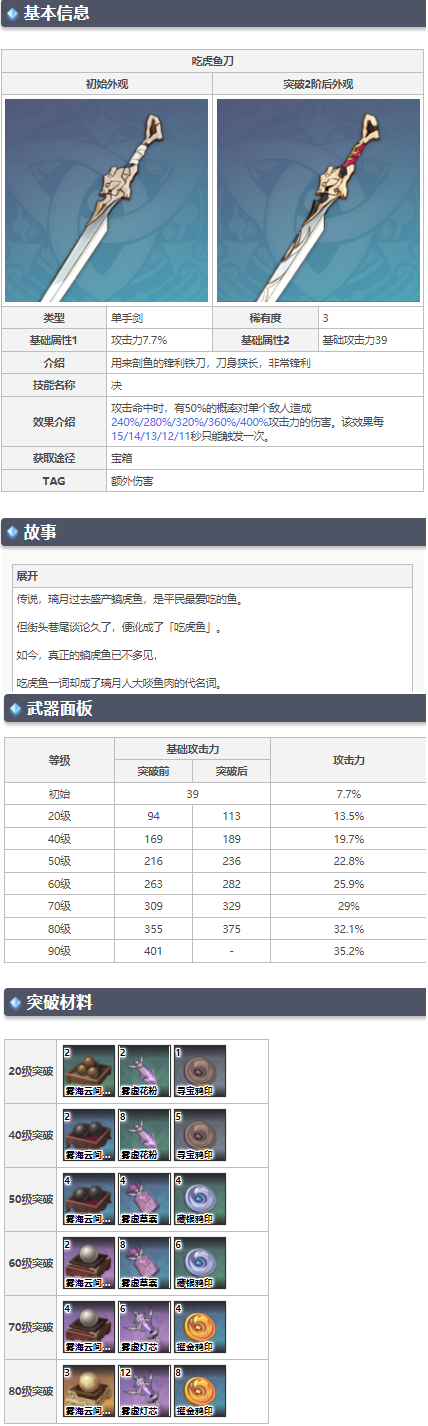 基本信息
吃虎鱼刀
初始外观 突破2阶后外观
类型 单手剑 稀有度 3
基础属性1 攻击力7.7% 基础属性2 基础攻击力39
介绍 用来剖鱼的锋利铁刀，刀身狭长，非常锋利
技能名称 决
效果介绍 攻击命中时，有50%的概率对单个敌人造成
240%/280%/320%/360%/400%攻击力的伤害。该效果每
15/14/13/12/11秒只能触发一次。
获取途径 宝箱
TAG 额外伤害
故事
展开
传说，璃月过去盛产螭虎鱼，是平民最爱吃的鱼。
但街头巷尾谈论久了，便讹成了「吃虎鱼」。
如今，真正的螭虎鱼已不多见，
吃虎鱼一词却成了璃月人大啖鱼肉的代名词。
武器面板
等级 基础攻击力 攻击力
突破前 突破后
初始 39 7.7%
20级 94 113 13.5%
40级 169 189 19.7%
50级 216 236 22.8%
60级 263 282 25.9%
70级 309 329 29%
80级 355 375 32.1%
90级 401 - 35.2%
突破材料
20级突破 2 雾海云间... 2 雾虚花粉 1 寻宝鸦印
40级突破 2 雾海云间... 8 雾虚花粉 5 寻宝鸦印
50级突破 4 雾海云间... 4 雾虚草囊 4 藏银鸦印
60级突破 2 雾海云间... 8 雾虚草囊 6 藏银鸦印
70级突破 4 雾海云间... 6 雾虚灯芯 4 攫金鸦印
80级突破 3 雾海云间... 12 雾虚灯芯 8 攫金鸦印